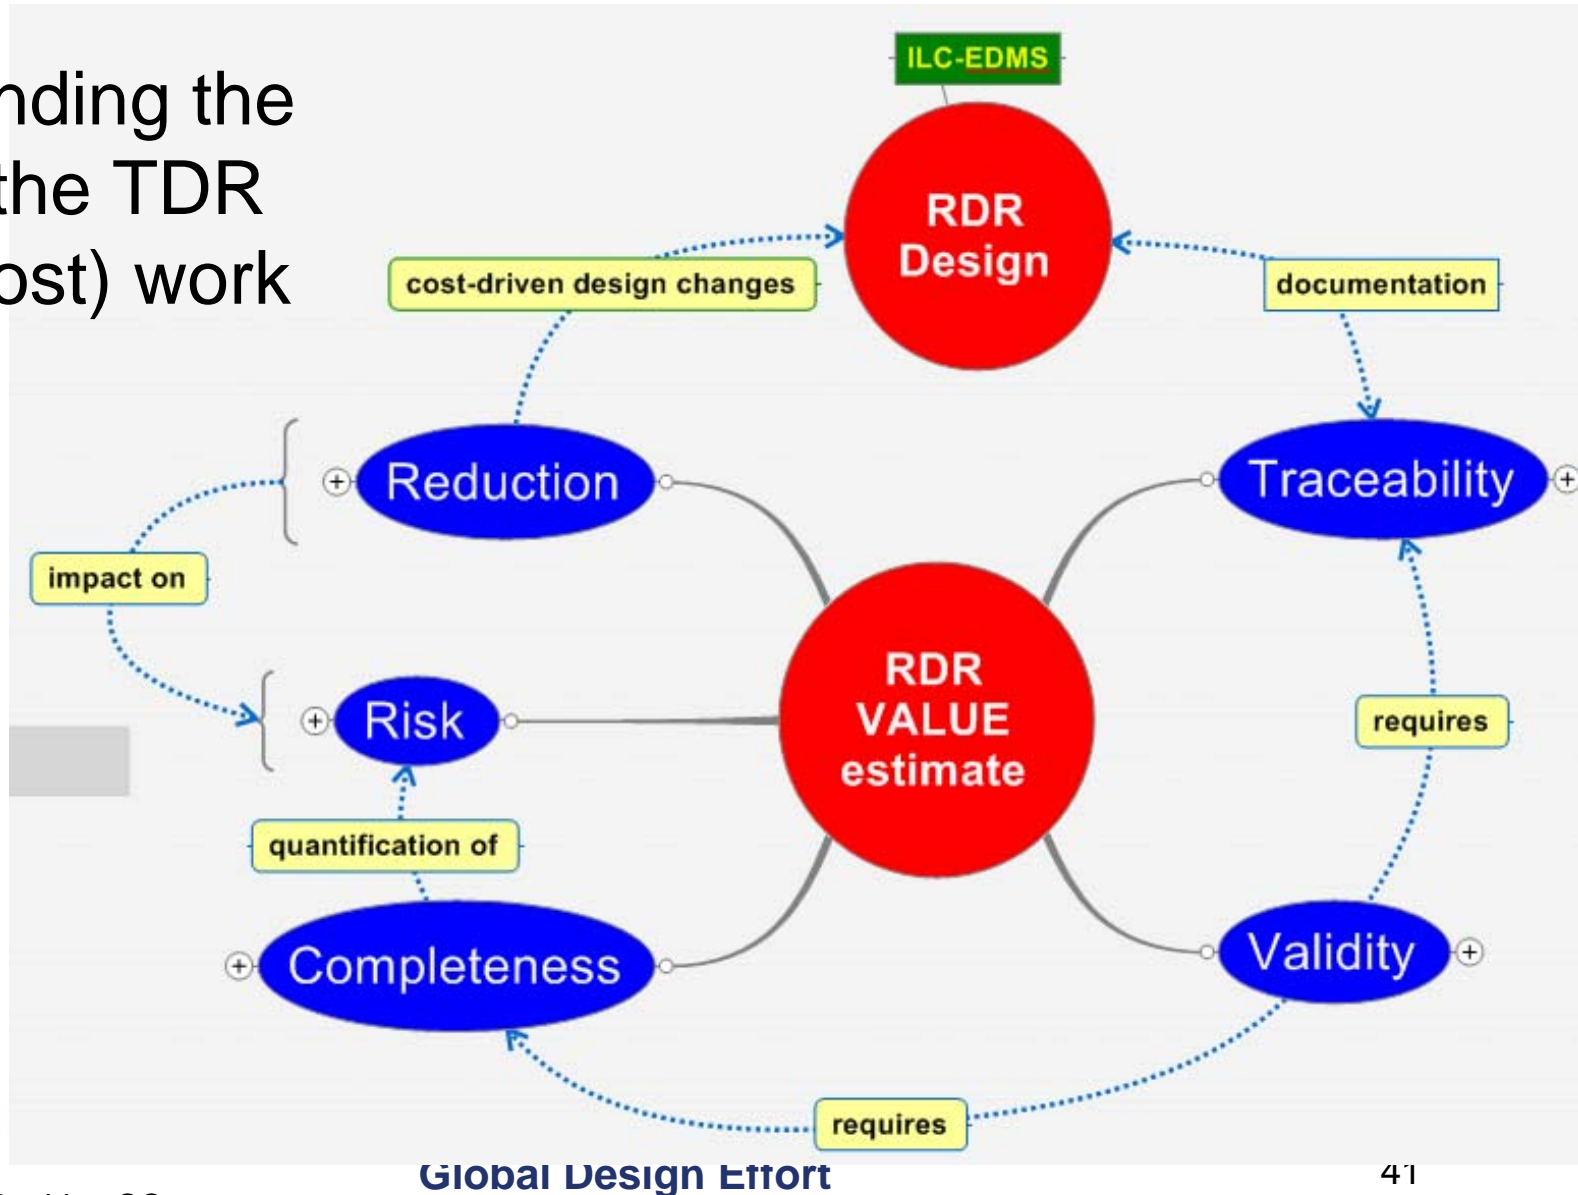 nding the
the TDR
ost) work
ILC-EDMS
RDR
Design
cost-driven design changes
documentation
Reduction
Traceability
impact on
RDR
VALUE
estimate
Risk
requires
quantification of
Completeness
Validity
requires
Global Design Effort
41